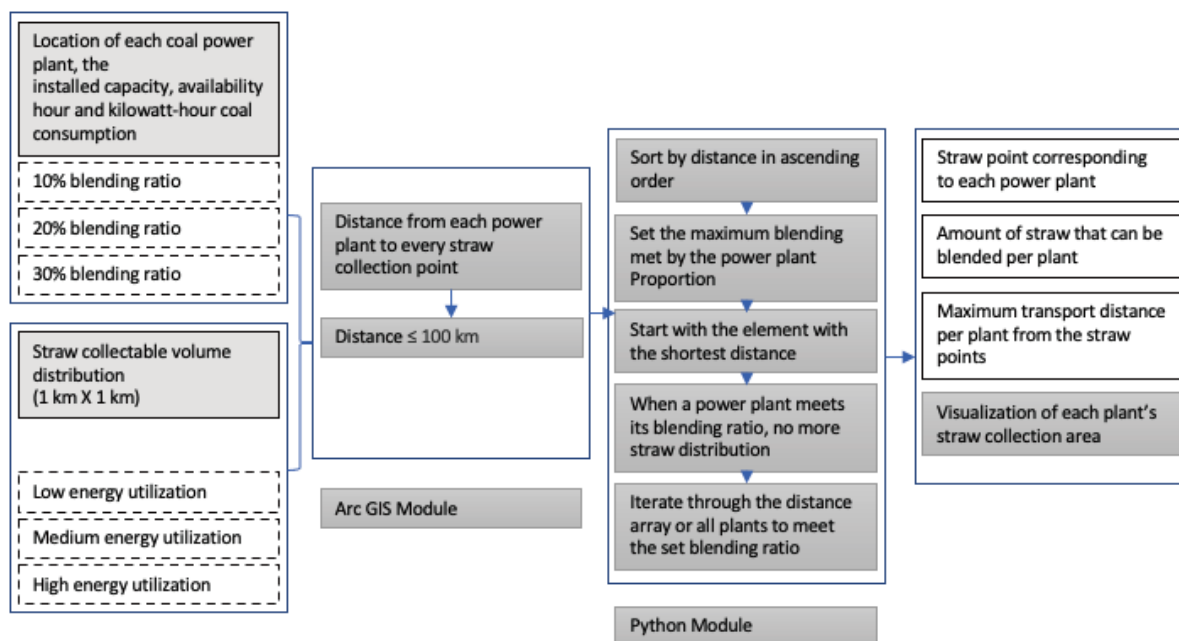 Location of each coal power
plant, the
installed capacity, availability
hour and kilowatt-hour coal
consumption
10% blending ratio
20% blending ratio
30% blending ratio
Straw collectable volume
distribution
(1 km X 1 km)
Low energy utilization
Medium energy utilization
High energy utilization
Distance from each power
plant to every straw
collection point
Distance ≤ 100 km
Arc GIS Module
Sort by distance in ascending
order
Set the maximum blending
met by the power plant
Proportion
Start with the element with
the shortest distance
When a power plant meets
its blending ratio, no more
straw distribution
Iterate through the distance
array or all plants to meet
the set blending ratio
Python Module
Straw point corresponding
to each power plant
Amount of straw that can be
blended per plant
Maximum transport distance
per plant from the straw
points
Visualization of each plant's
straw collection area